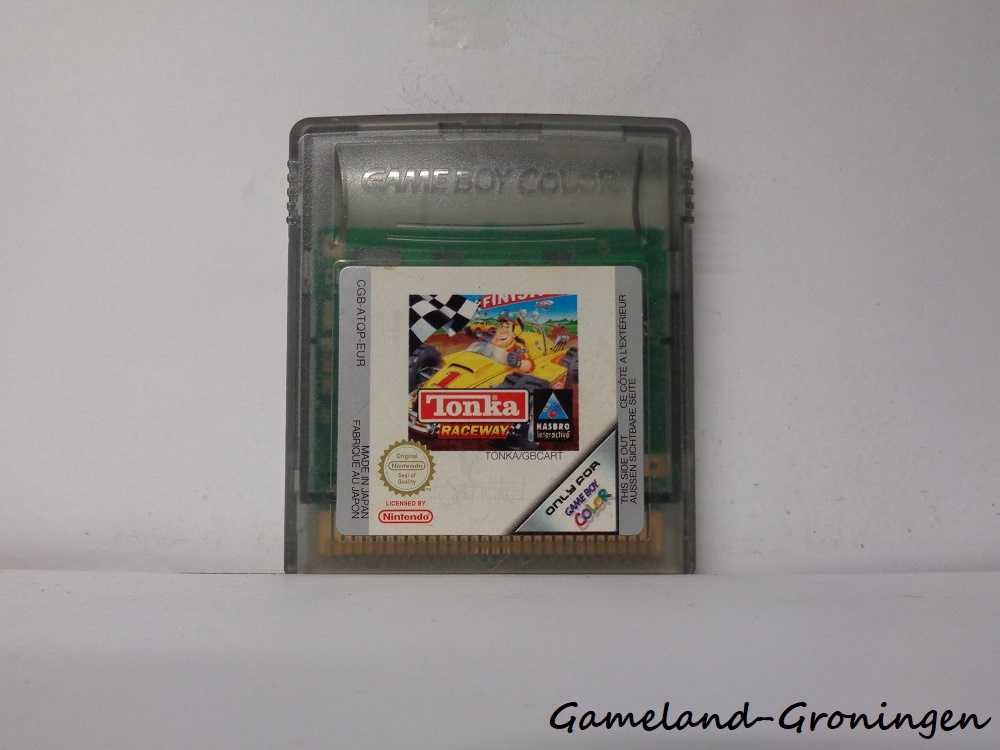 GAME BOY COLOR
CGB-ATQP-EUR
MADE IN JAPAN
FABRIQUE AU JAPON
1
Tonka®
RACEWAY
HASBRO
Interactive
TONKA/GBCART
Original
Nintendo
Seal of
Quality
LICENSED BY
Nintendo
ONLY FOR
GAME BOY
COLOR
THIS SIDE OUT CE CÔTÉ A L'EXTÉRIEUR
AUSSEN SICHTBARE SEITE
Gameland-Groningen